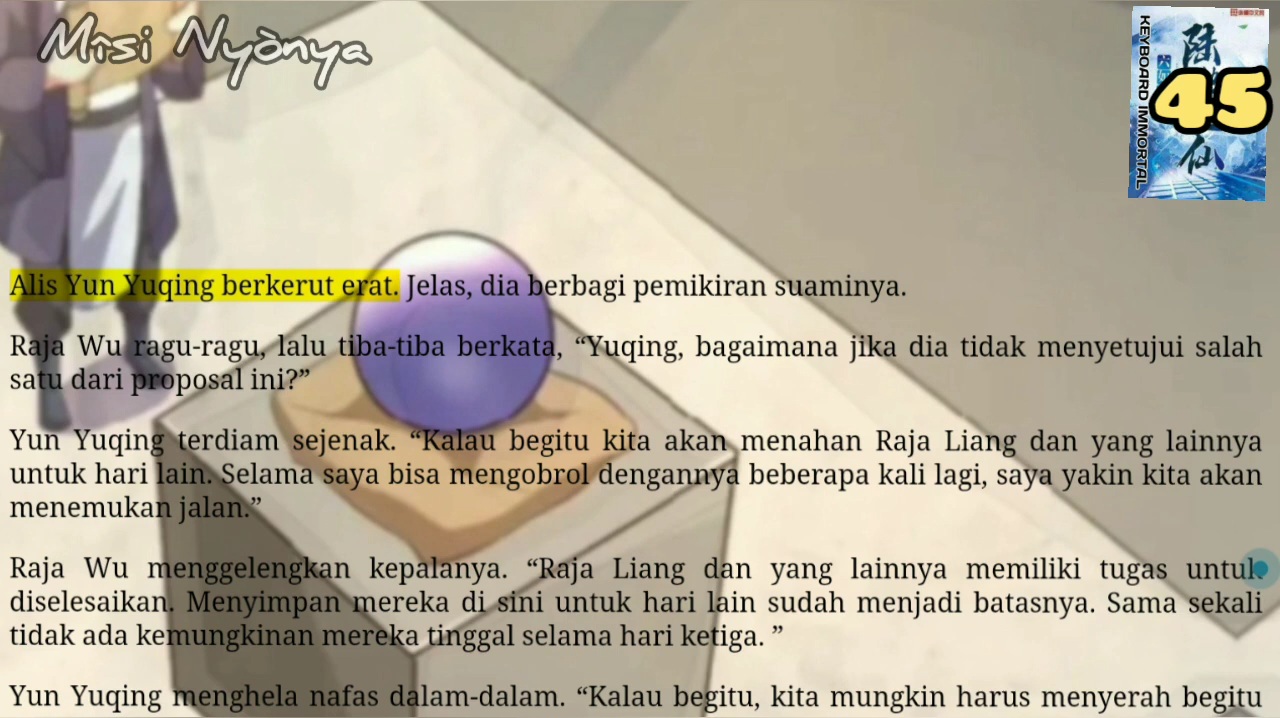 Mîsi Nyònya
KEYBOARD IMMORTAL
陆
仙
45
Alis Yun Yuqing berkerut erat. Jelas, dia berbagi pemikiran suaminya.
Raja Wu ragu-ragu, lalu tiba-tiba berkata, “Yuqing, bagaimana jika dia tidak menyetujui salah
satu dari proposal ini?”
Yun Yuqing terdiam sejenak. “Kalau begitu kita akan menahan Raja Liang dan yang lainnya
untuk hari lain. Selama saya bisa mengobrol dengannya beberapa kali lagi, saya yakin kita akan
menemukan jalan.”
Raja Wu menggelengkan kepalanya. “Raja Liang dan yang lainnya memiliki tugas untuk
diselesaikan. Menyimpan mereka di sini untuk hari lain sudah menjadi batasnya. Sama sekali
tidak ada kemungkinan mereka tinggal selama hari ketiga. ”
Yun Yuqing menghela nafas dalam-dalam. “Kalau begitu, kita mungkin harus menyerah begitu